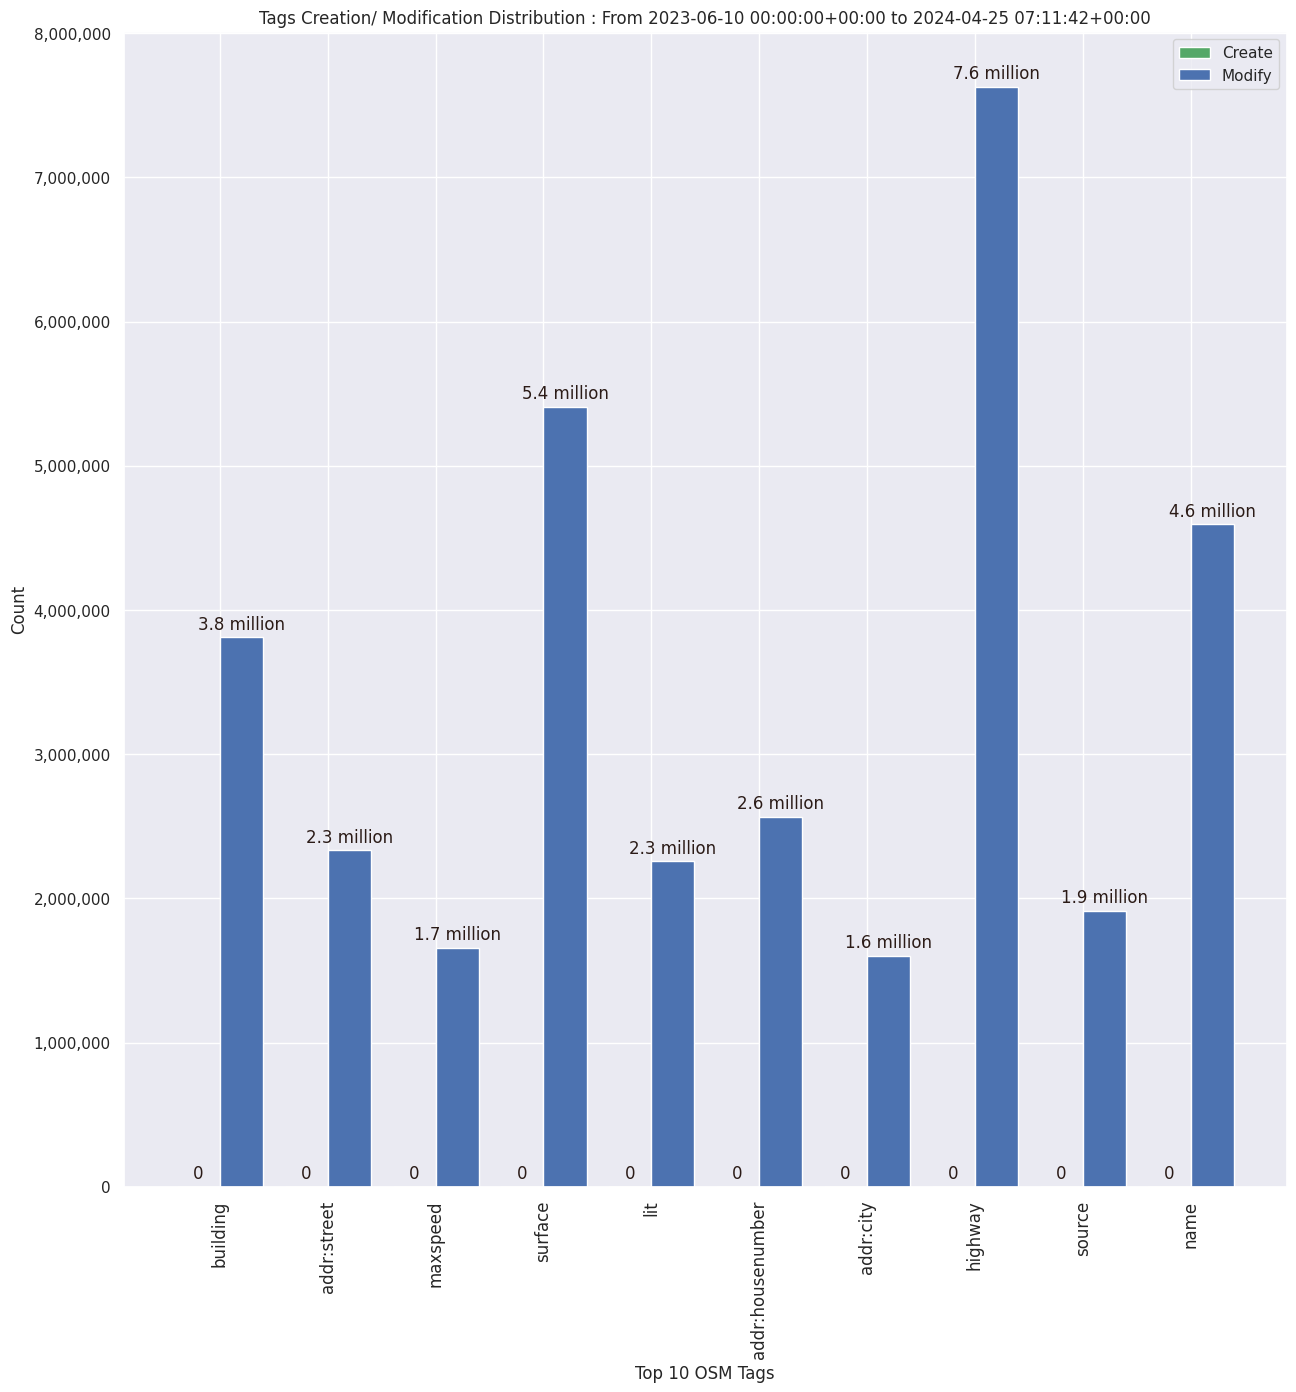 Tags Creation/ Modification Distribution : From 2023-06-10 00:00:00+00:00 to 2024-04-25 07:11:42+00:00
Create
Modify
8,000,000
7,000,000
6,000,000
5,000,000
4,000,000
3,000,000
2,000,000
1,000,000
0
Count
3.8 million
2.3 million
1.7 million
5.4 million
2.3 million
2.6 million
1.6 million
7.6 million
1.9 million
4.6 million
0
0
0
0
0
0
0
0
0
0
building
addr:street
maxspeed
surface
lit
addr:housenumber
addr:city
highway
source
name
Top 10 OSM Tags